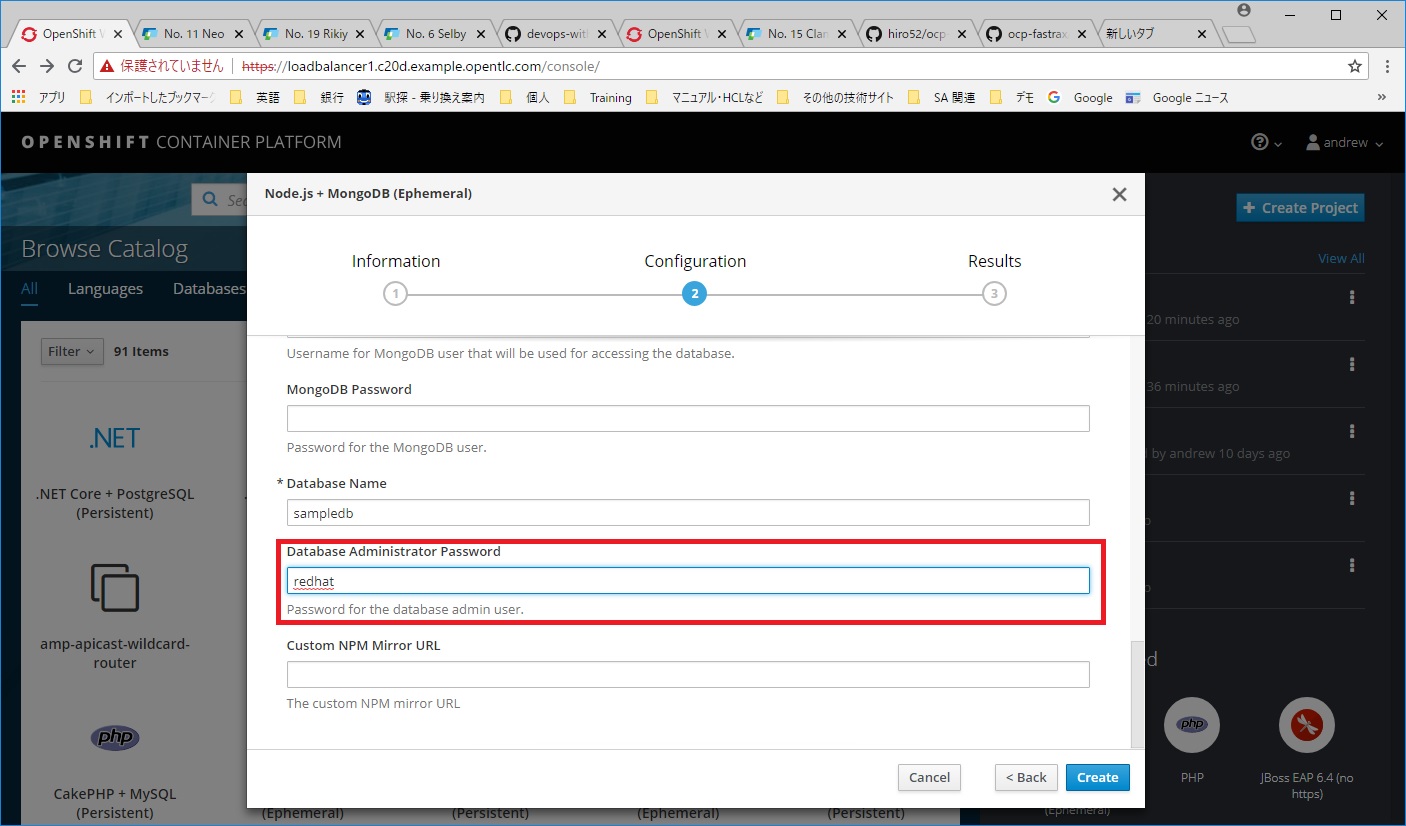 OpenShift W
No. 11 Neo
No. 19 Rikiy
No. 6 Selby
devops-with
OpenShift W
No. 15 Clan
hiro52/ocp-
ocp-fastrax
新しいタブ
保護されていません
https://loadbalancer1.c20d.example.opentlc.com/console/
アプリ
インポートしたブックマーク
英語
銀行
駅探 - 乗り換え案内
個人
Training
マニュアル・HCLなど
その他の技術サイト
SA 関連
デモ
Google
Google ニュース
»
OPENSHIFT CONTAINER PLATFORM
andrew
Node.js + MongoDB (Ephemeral)
Sea
Create Project
Browse Catalog
View All
All
Languages
Databases
Information
Configuration
Results
1
2
3
20 minutes ago
Filter
91 Items
Username for MongoDB user that will be used for accessing the database.
36 minutes ago
MongoDB Password
.NET
Password for the MongoDB user.
by andrew 10 days ago
* Database Name
.NET Core + PostgreSQL
(Persistent)
sampledb
Database Administrator Password
redhat
Password for the database admin user.
amp-apicast-wildcard-
router
Custom NPM Mirror URL
The custom NPM mirror URL
php
php
CakePHP + MySQL
(Persistent)
Cancel
< Back
Create
PHP
JBoss EAP 6.4 (no
https)
(Ephemeral)
(Persistent)
(Ephemeral)
(Persistent)
(Ephemeral)